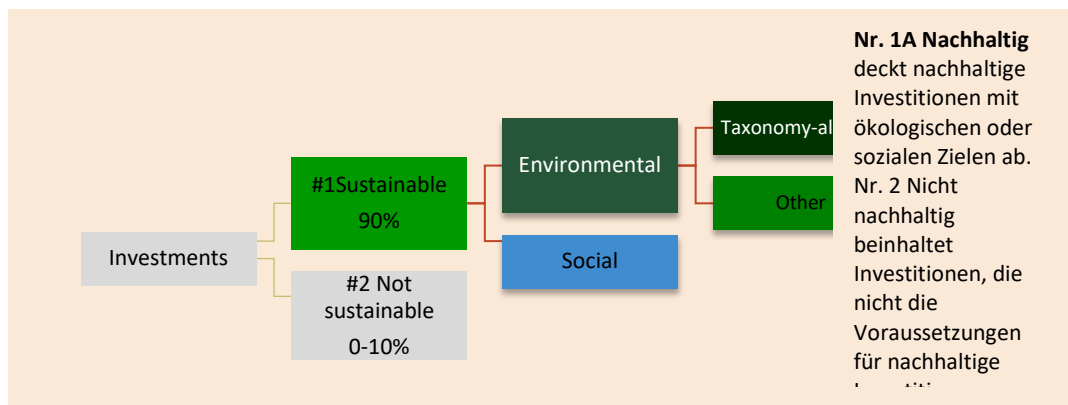 Investments
#1Sustainable
90%
#2 Not
sustainable
0-10%
Environmental
Social
Taxonomy-al
Other
Nr. 1A Nachhaltig
deckt nachhaltige
Investitionen mit
ökologischen oder
sozialen Zielen ab.
Nr. 2 Nicht
nachhaltig
beinhaltet
Investitionen, die
nicht die
Voraussetzungen
für nachhaltige